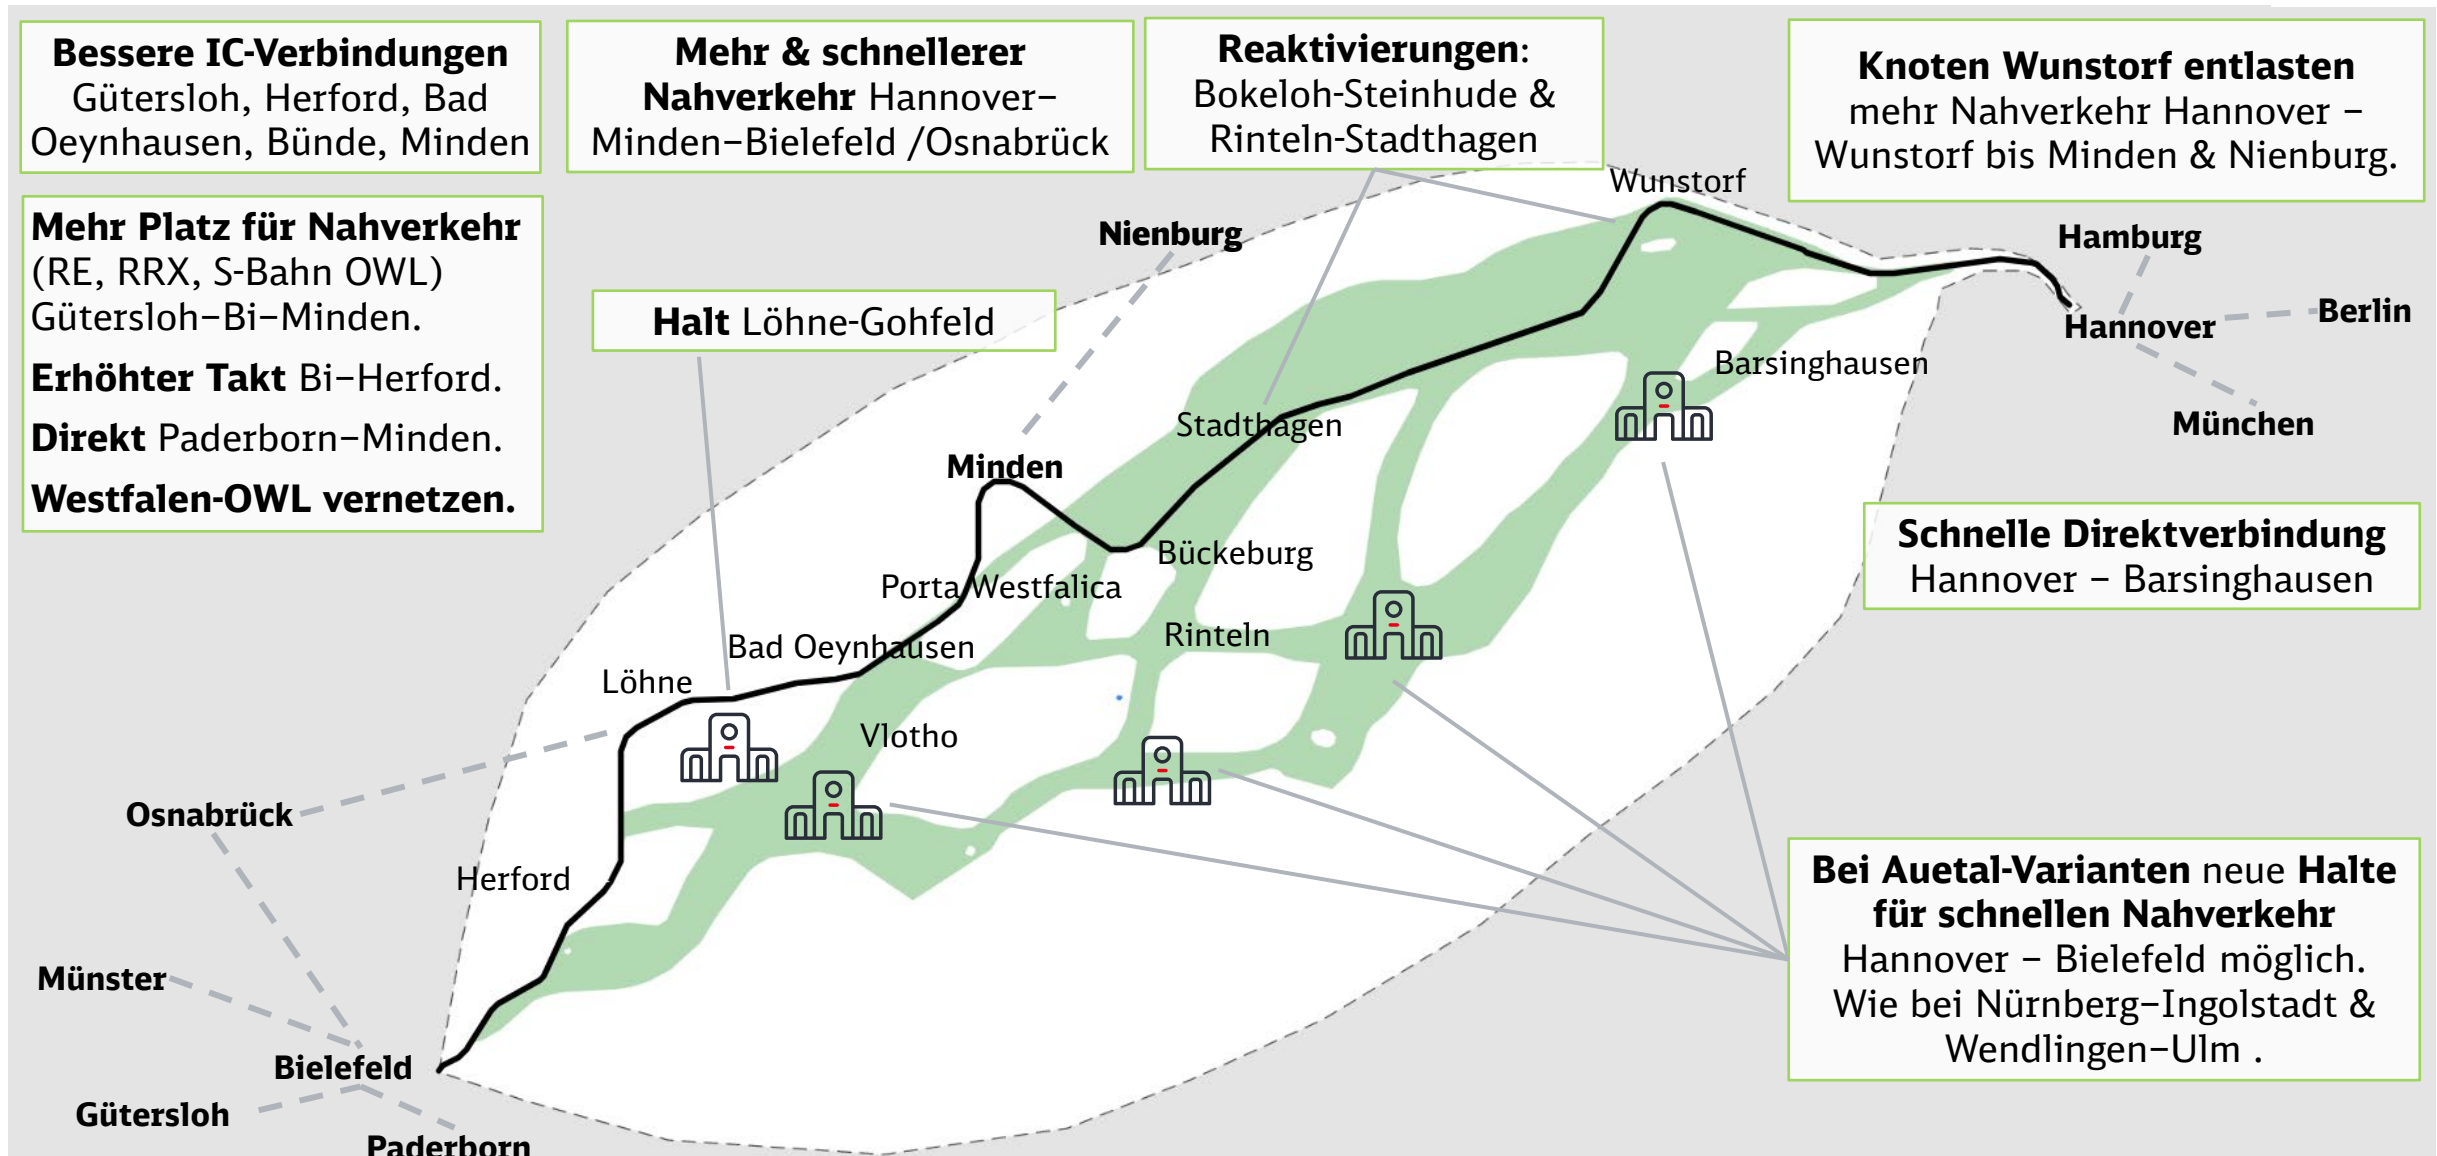 Bessere IC-Verbindungen
Gütersloh, Herford, Bad
Oeynhausen, Bünde, Minden
Mehr & schnellerer
Nahverkehr Hannover–
Minden–Bielefeld /Osnabrück
Reaktivierungen:
Bokeloh-Steinhude &
Rinteln-Stadthagen
Knoten Wunstorf entlasten
mehr Nahverkehr Hannover –
Wunstorf bis Minden & Nienburg.
Mehr Platz für Nahverkehr
(RE, RRX, S-Bahn OWL)
Gütersloh–Bi–Minden.
Erhöhter Takt Bi–Herford.
Direkt Paderborn–Minden.
Westfalen-OWL vernetzen.
Halt Löhne-Gohfeld
Wunstorf
Nienburg
Hamburg
Berlin
Hannover
München
Barsinghausen
Stadthagen
Minden
Schnelle Direktverbindung
Hannover – Barsinghausen
Bückeburg
Porta Westfalica
Rinteln
Bad Oeynhausen
Löhne
Vlotho
Osnabrück
Herford
Münster
Bielefeld
Gütersloh
Paderborn
Bei Auetal-Varianten neue Halte
für schnellen Nahverkehr
Hannover – Bielefeld möglich.
Wie bei Nürnberg–Ingolstadt &
Wendlingen–Ulm .